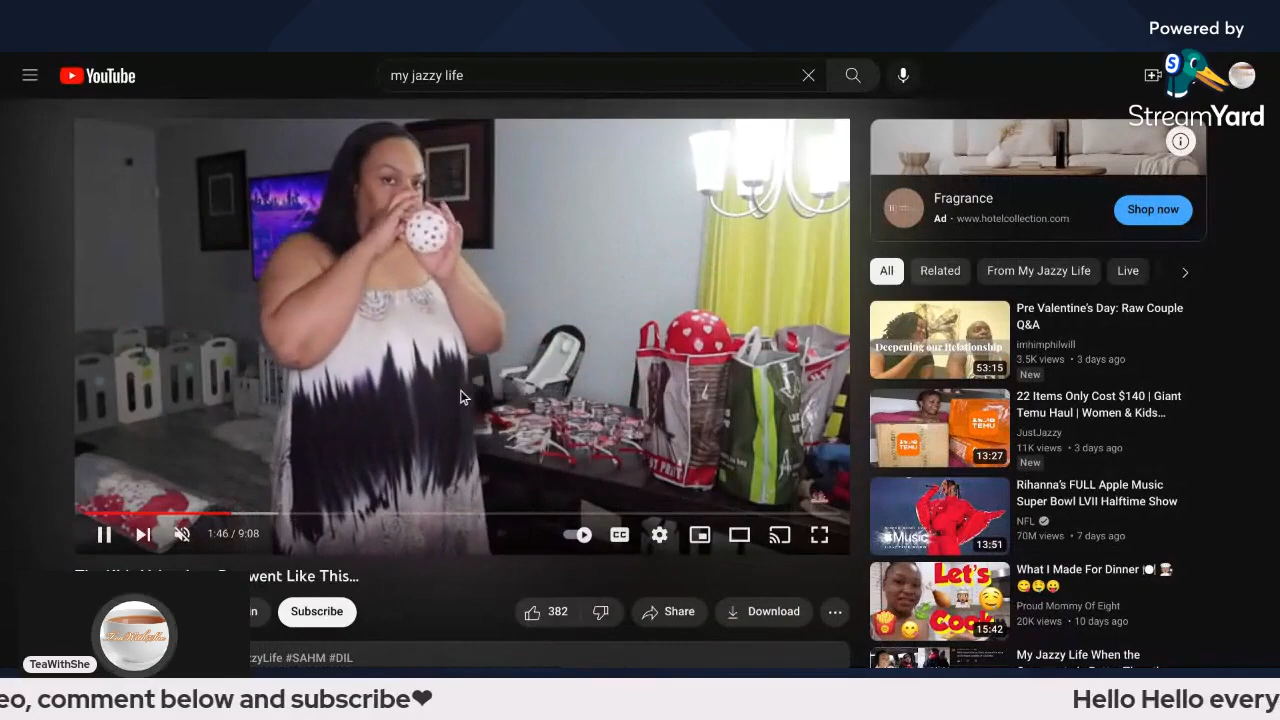 Powered by
YouTube
my jazzy life
S
StreamYard
Fragrance
Ad · www.hotelcollection.com
Shop now
All
Related
From My Jazzy Life
Live
Pre Valentine's Day: Raw Couple
Q&A
imhimphilwill
3.5K views • 3 days ago
New
Deepening our Relationship
53:15
22 Items Only Cost $140 | Giant
Temu Haul | Women & Kids...
JustJazzy
11K views • 3 days ago
New
TEMU
TEMU
13:27
Rihanna's FULL Apple Music
Super Bowl LVII Halftime Show
NFL
70M views • 7 days ago
Music
13:51
What I Made For Dinner 🍽 👩🏾‍🍳
😋🤤😛
Proud Mommy Of Eight
20K views • 10 days ago
Let's
Cook
15:42
My Jazzy Life When the
1:46 / 9:08
CC
went Like This...
in
Subscribe
382
Share
Download
...
zzyLife #SAHM #DIL
TeaWithShe
eo, comment below and subscribe❤
Hello Hello every